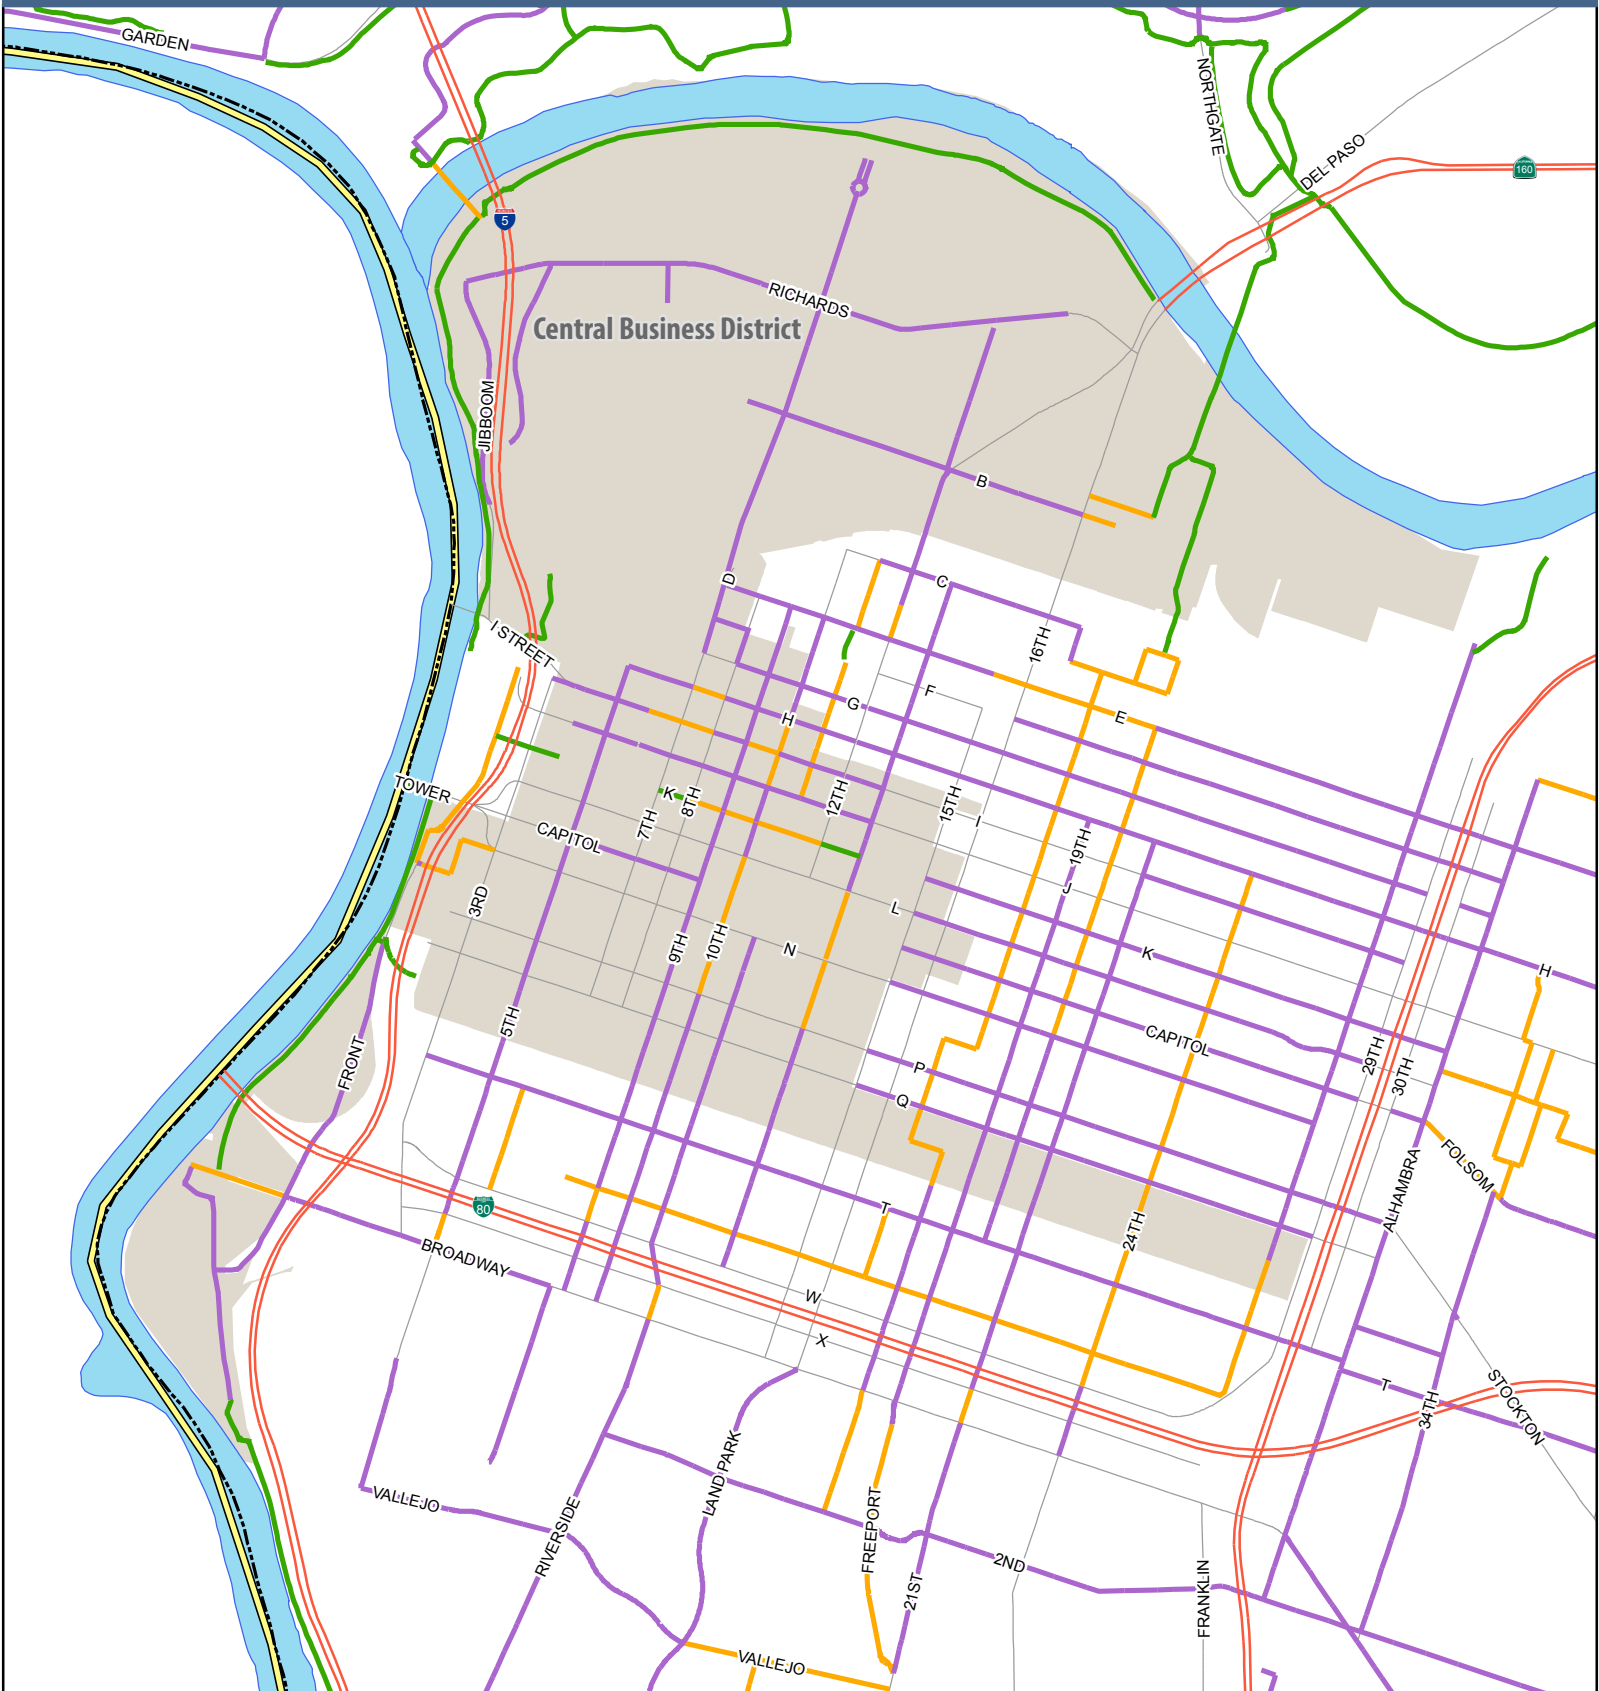 GARDEN
NORTHGATE
DEL PASO
160
5
RICHARDS
Central Business District
JIBBOOM
B
D
C
I STREET
16TH
F
G
E
H
TOWER
K
8TH
12TH
15TH
I
7TH
CAPITOL
19TH
J
3RD
L
9TH
10TH
N
K
H
5TH
CAPITOL
FRONT
29TH
30TH
P
Q
FOLSOM
ALHAMBRA
80
T
24TH
BROADWAY
W
X
T
STOCKTON
34TH
LAND PARK
VALLEJO
RIVERSIDE
FREEPORT
2ND
21ST
FRANKLIN
VALLEJO